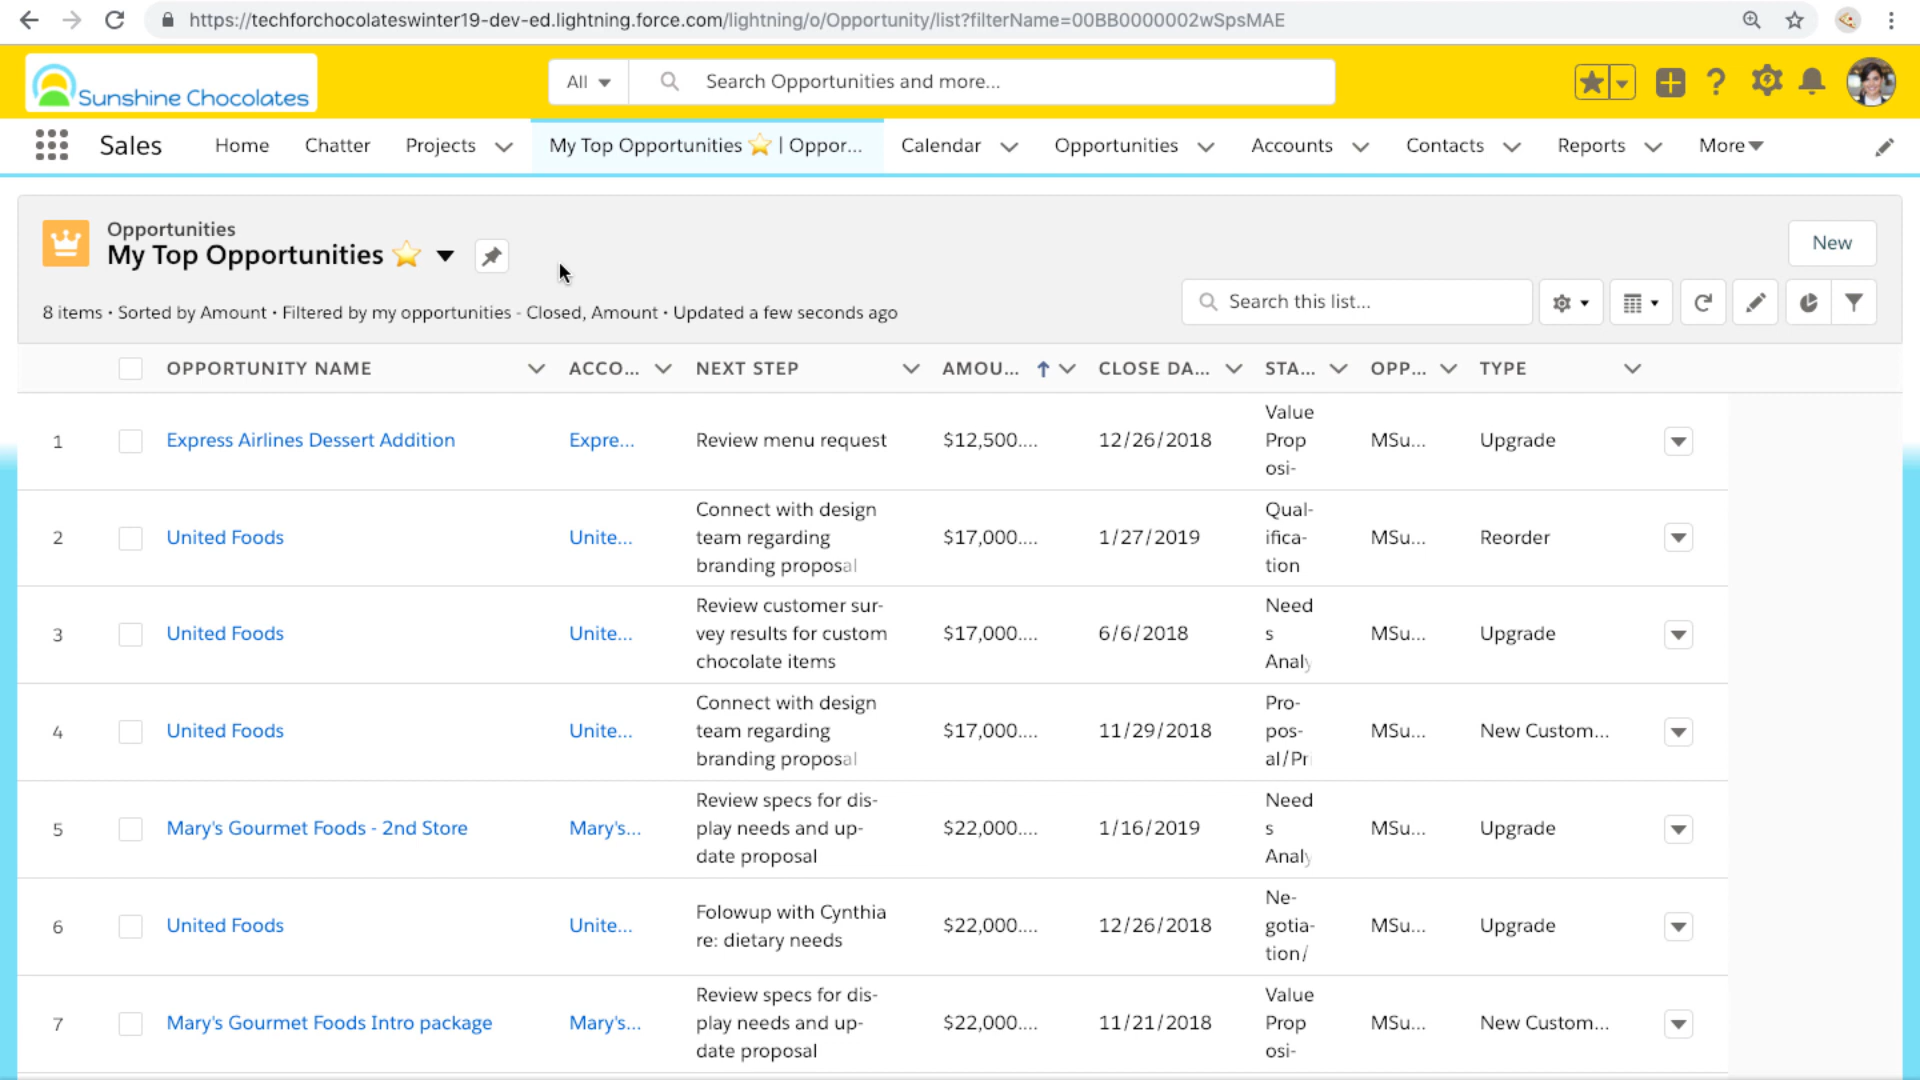 https://techforchocolateswinter19-dev-ed.lightning.force.com/lightning/o/Opportunity/list?filterName=00BB0000002wSpsMAE
Sunshine Chocolates
All
Search Opportunities and more...
Sales
Home
Chatter
Projects
My Top Opportunities ⭐ | Oppor...
Calendar
Opportunities
Accounts
Contacts
Reports
More
Opportunities
My Top Opportunities ⭐
New
8 items • Sorted by Amount • Filtered by my opportunities - Closed, Amount • Updated a few seconds ago
Search this list...
OPPORTUNITY NAME
ACCO...
NEXT STEP
AMOU...
CLOSE DA...
STA...
OPP...
TYPE
1
Express Airlines Dessert Addition
Expre...
Review menu request
$12,500....
12/26/2018
Value
Prop
osi-
MSu...
Upgrade
2
United Foods
Unite...
Connect with design
team regarding
branding proposal
$17,000....
1/27/2019
Qual-
ifica-
tion
MSu...
Reorder
3
United Foods
Unite...
Review customer sur-
vey results for custom
chocolate items
$17,000....
6/6/2018
Need
s
Analy
MSu...
Upgrade
4
United Foods
Unite...
Connect with design
team regarding
branding proposal
$17,000....
11/29/2018
Pro-
pos-
al/Pr
MSu...
New Custom...
5
Mary's Gourmet Foods - 2nd Store
Mary's...
Review specs for dis-
play needs and up-
date proposal
$22,000....
1/16/2019
Need
s
Analy
MSu...
Upgrade
6
United Foods
Unite...
Folowup with Cynthia
re: dietary needs
$22,000....
12/26/2018
Ne-
gotia-
tion/
MSu...
Upgrade
7
Mary's Gourmet Foods Intro package
Mary's...
Review specs for dis-
play needs and up-
date proposal
$22,000....
11/21/2018
Value
Prop
osi-
MSu...
New Custom...